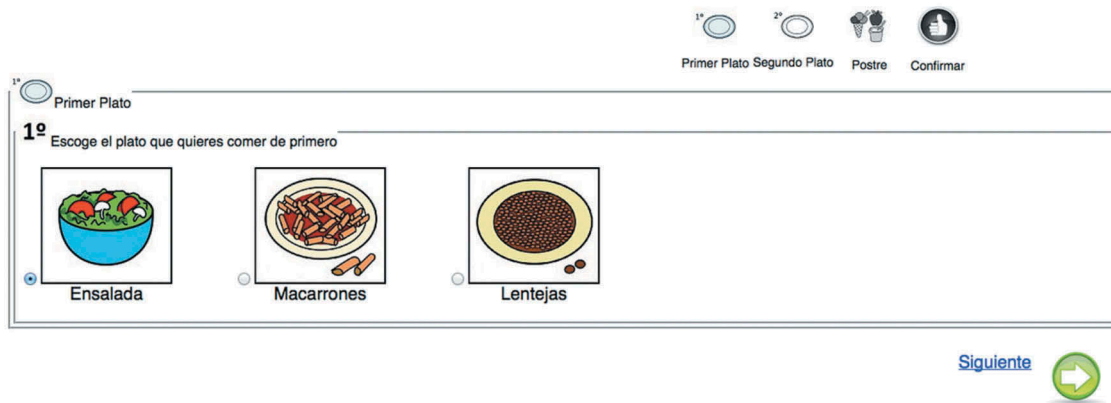 1º 2º
Primer Plato Segundo Plato Postre Confirmar
1º Primer Plato
1º Escoge el plato que quieres comer de primero
Ensalada Macarrones Lentejas
Siguiente